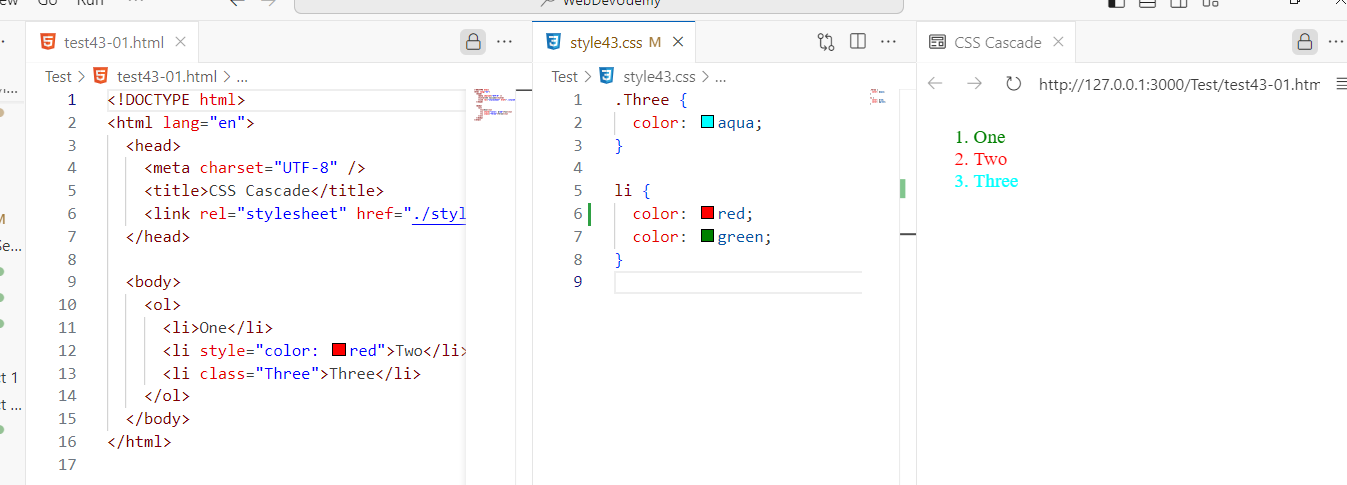 Run ...
WebDevUdemy
test43-01.html
Test > test43-01.html > ...
1 <!DOCTYPE html>
2 <html lang="en">
3 <head>
4 <meta charset="UTF-8" />
5 <title>CSS Cascade</title>
6 <link rel="stylesheet" href="./styl
7 </head>
8
9 <body>
10 <ol>
11 <li>One</li>
12 <li style="color: red">Two</li>
13 <li class="Three">Three</li>
14 </ol>
15 </body>
16 </html>
17
style43.css M
Test > style43.css > ...
1 .Three {
2 color: aqua;
3 }
4
5 li {
6 color: red;
7 color: green;
8 }
9
CSS Cascade
http://127.0.0.1:3000/Test/test43-01.htm
1. One
2. Two
3. Three